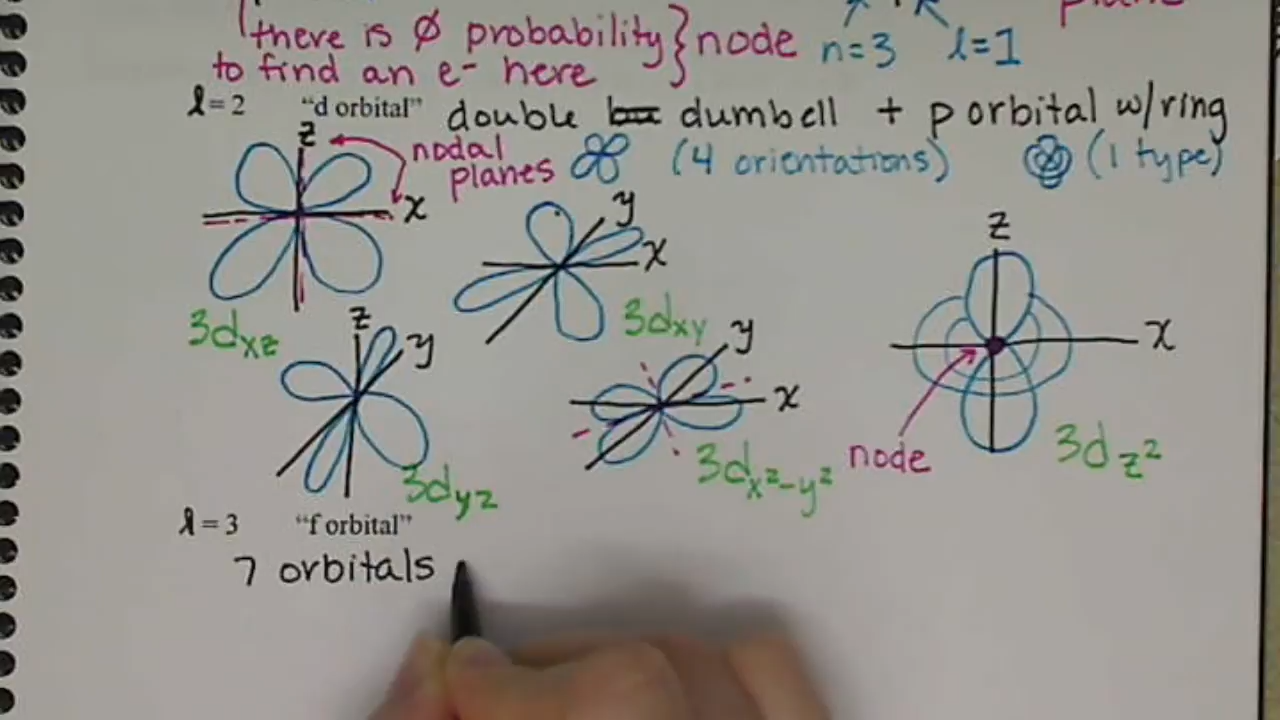 there is Ø probability } node n=3 l=1 plane
to find an e- here
l=2 "d orbital" double dumbell + p orbital w/ring
z nodal planes (4 orientations) (1 type)
x
3dxz
y
x
3dxy
z
x
node
3dz²
z
y
3dyz
y
x
3dx²-y²
l=3 "f orbital"
7 orbitals